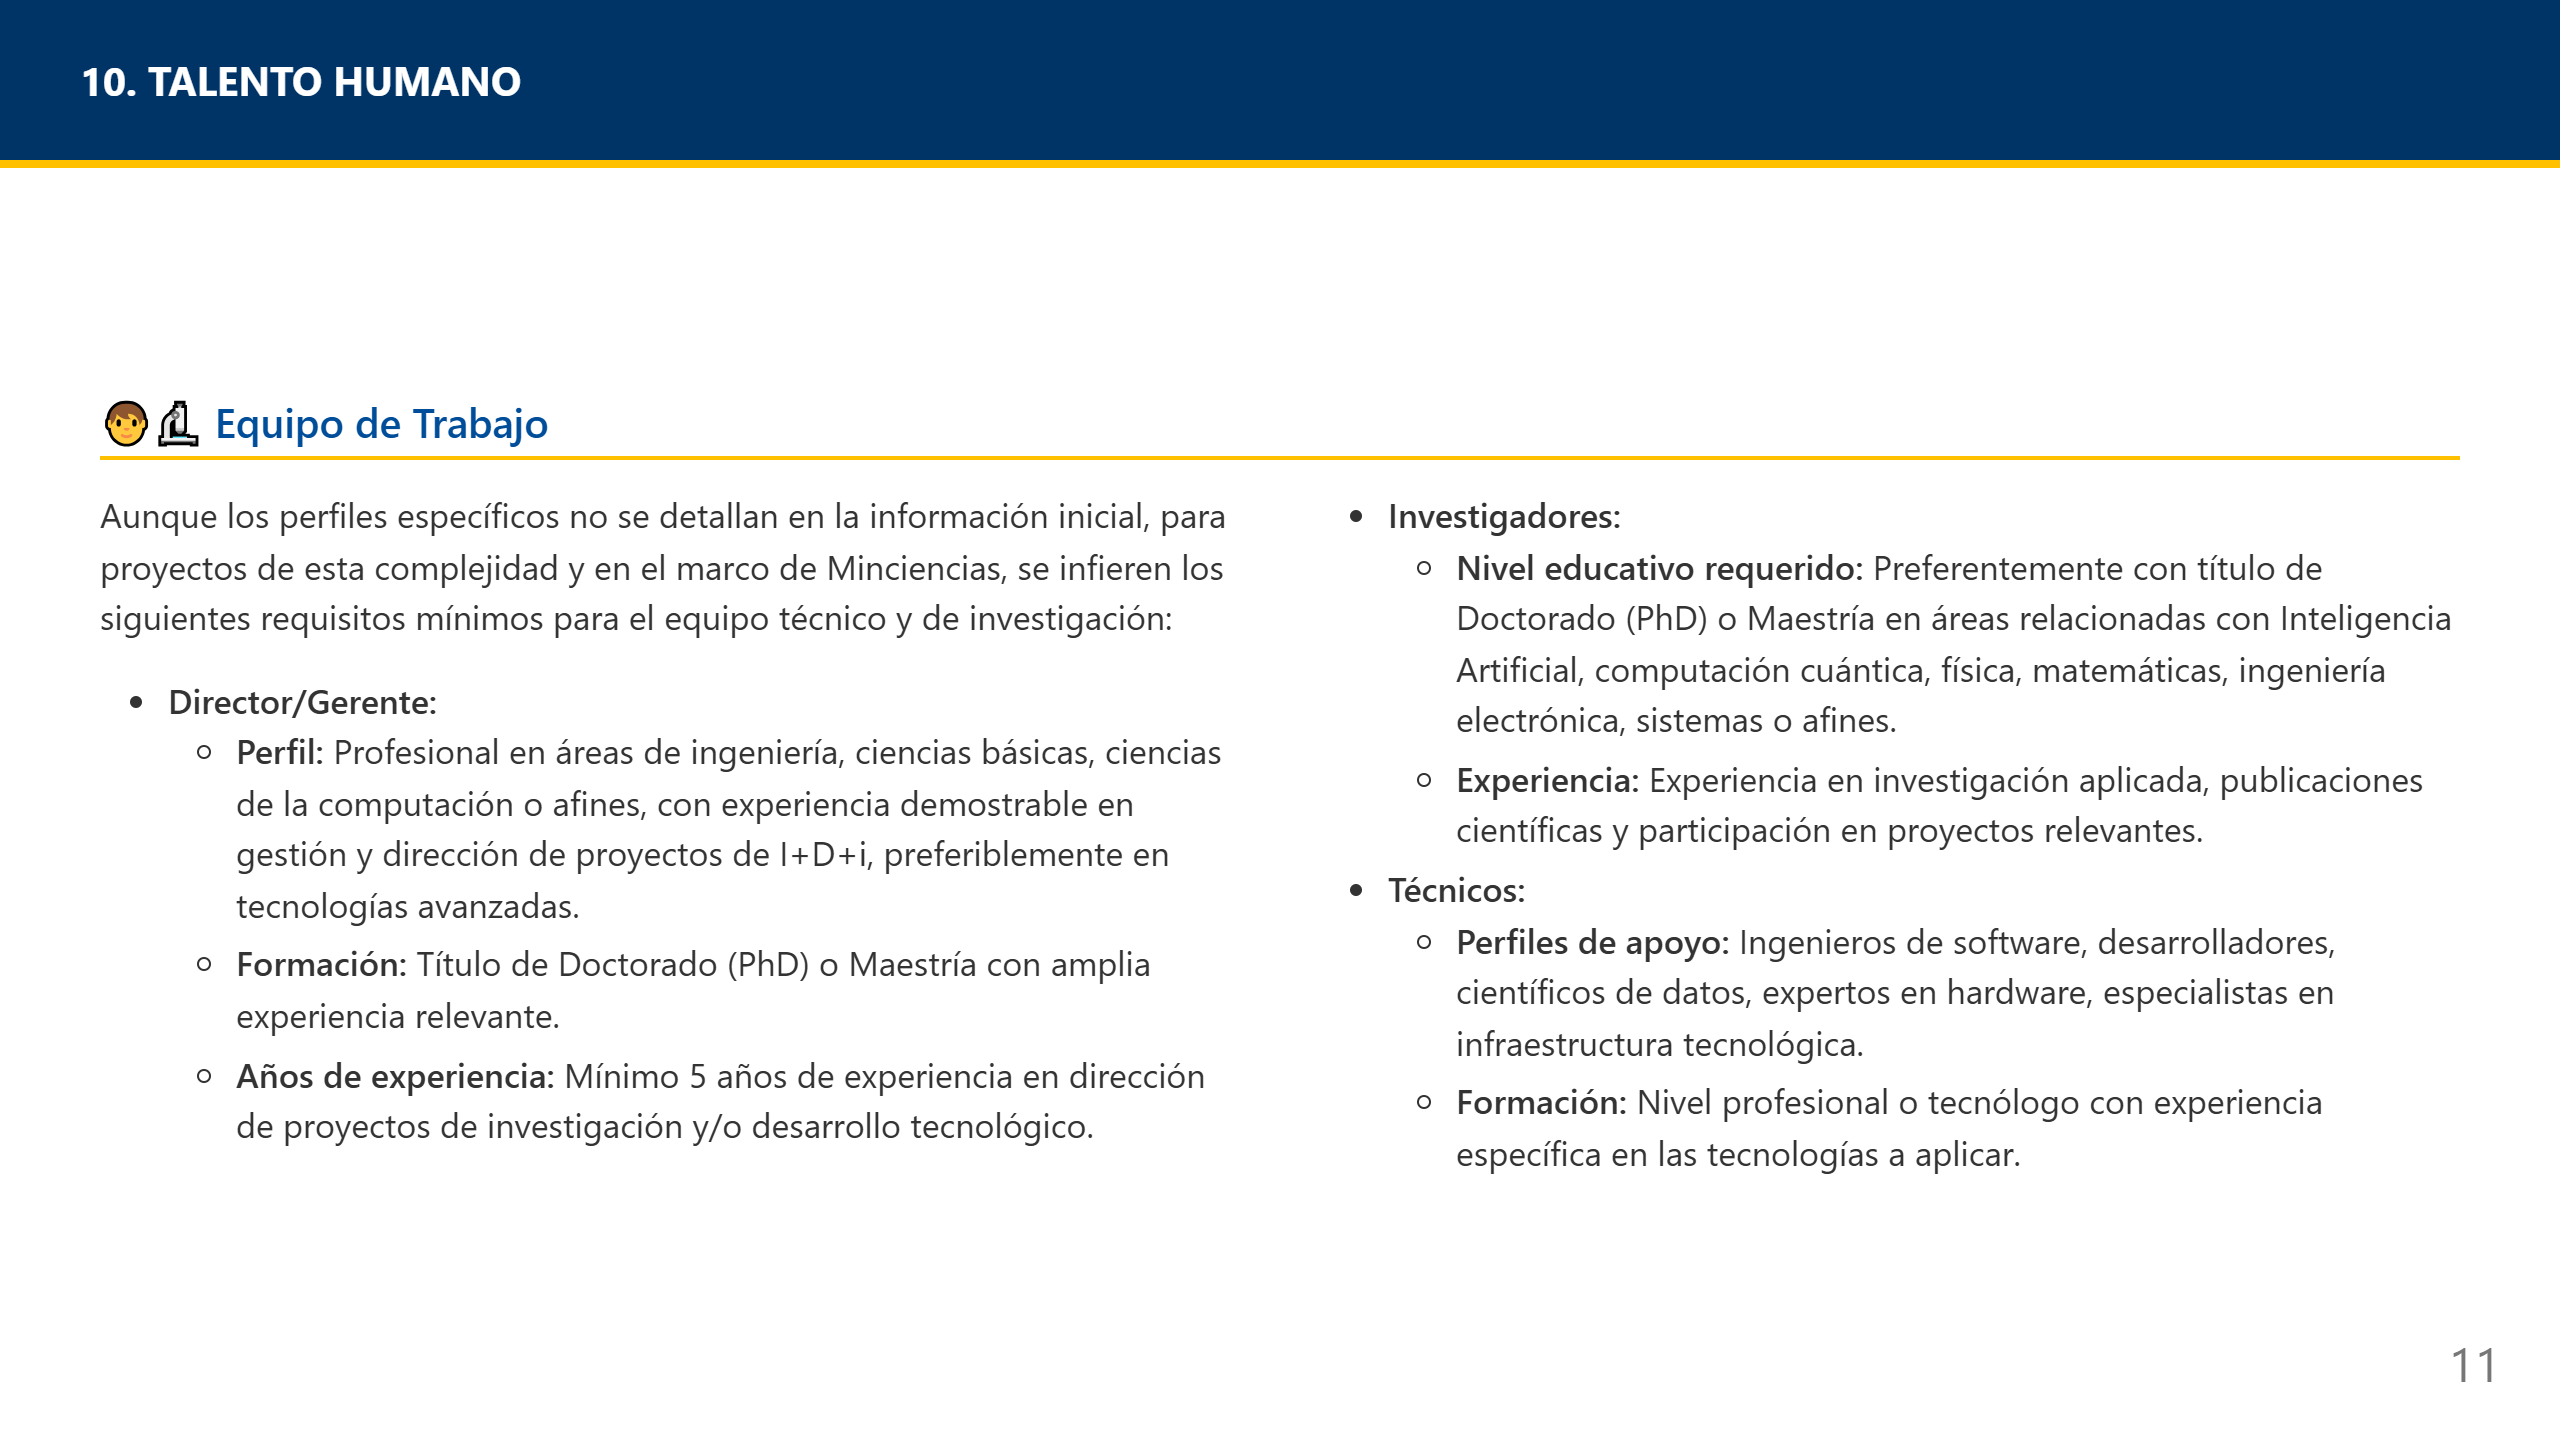 10. TALENTO HUMANO
Equipo de Trabajo
Aunque los perfiles específicos no se detallan en la información inicial, para
proyectos de esta complejidad y en el marco de Minciencias, se infieren los
siguientes requisitos mínimos para el equipo técnico y de investigación:
Director/Gerente:
Perfil: Profesional en áreas de ingeniería, ciencias básicas, ciencias
de la computación o afines, con experiencia demostrable en
gestión y dirección de proyectos de I+D+i, preferiblemente en
tecnologías avanzadas.
Formación: Título de Doctorado (PhD) o Maestría con amplia
experiencia relevante.
Años de experiencia: Mínimo 5 años de experiencia en dirección
de proyectos de investigación y/o desarrollo tecnológico.
Investigadores:
Nivel educativo requerido: Preferentemente con título de
Doctorado (PhD) o Maestría en áreas relacionadas con Inteligencia
Artificial, computación cuántica, física, matemáticas, ingeniería
electrónica, sistemas o afines.
Experiencia: Experiencia en investigación aplicada, publicaciones
científicas y participación en proyectos relevantes.
Técnicos:
Perfiles de apoyo: Ingenieros de software, desarrolladores,
científicos de datos, expertos en hardware, especialistas en
infraestructura tecnológica.
Formación: Nivel profesional o tecnólogo con experiencia
específica en las tecnologías a aplicar.
11